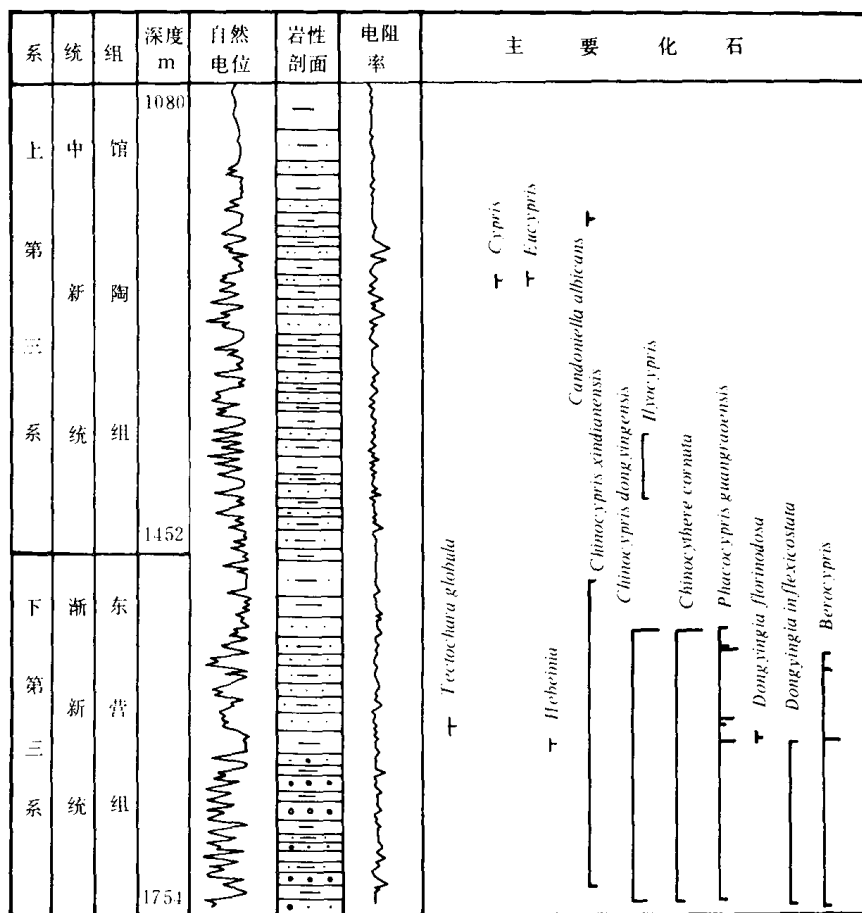 系 统 组 深度 m 自然电位 岩性剖面 电阻率 主要化石
1080
上第三系
中新统
馆陶组
1452
下第三系
渐新统
东营组
1754
Cypris
Eucypris
Candoniella albicans
Ilyocypris
Chinocypris xindianensis
Chinocypris dongyingensis
Chinocythere cornuta
Phacocypris guangraoensis
Tectochara globula
Hebeinia
Dongyingia florinodosa
Dongyingia inflexicostata
Berocypris